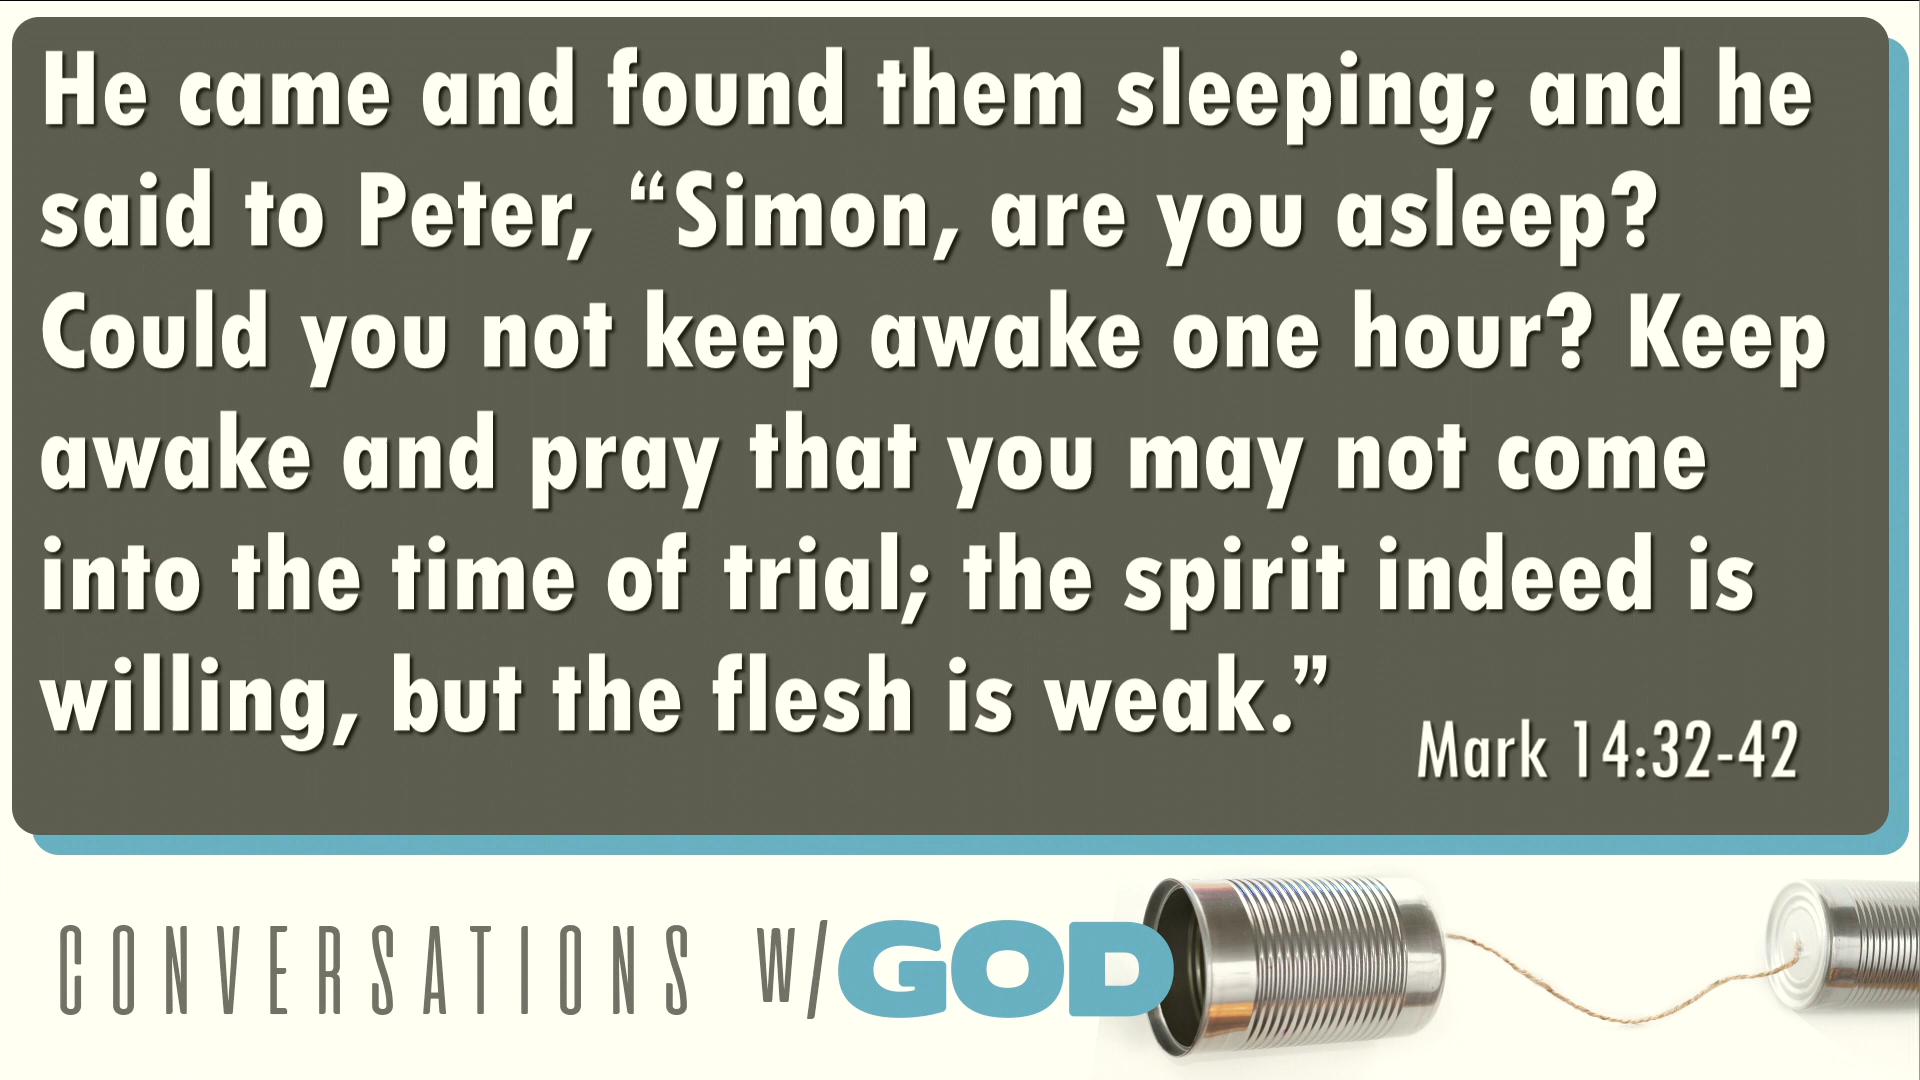 He came and found them sleeping; and he
said to Peter, “Simon, are you asleep?
Could you not keep awake one hour? Keep
awake and pray that you may not come
into the time of trial; the spirit indeed is
willing, but the flesh is weak.”
Mark 14:32-42
CONVERSATIONS W/GOD